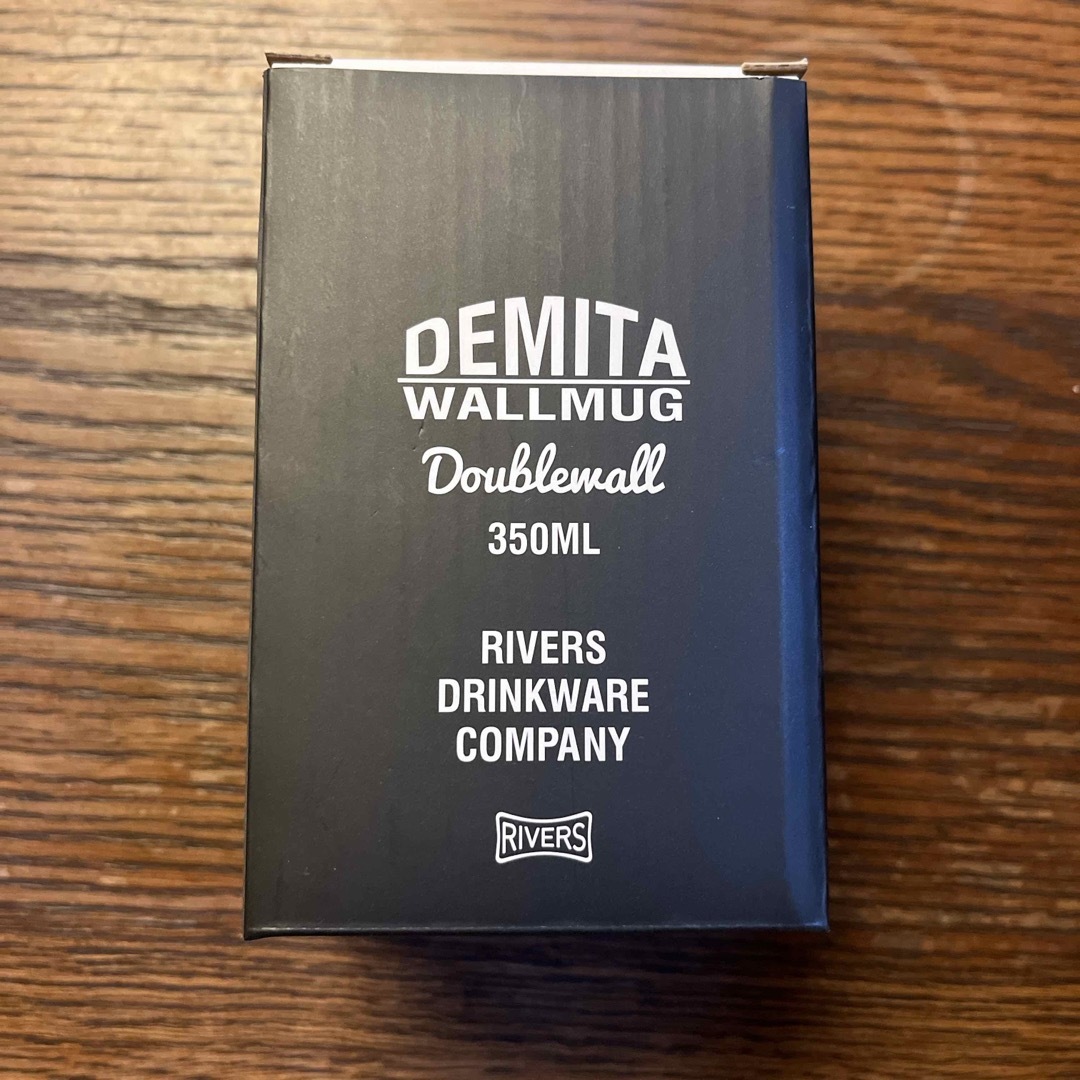 DEMITA
WALLMUG
Doublewall
350ML
RIVERS
DRINKWARE
COMPANY
RIVERS